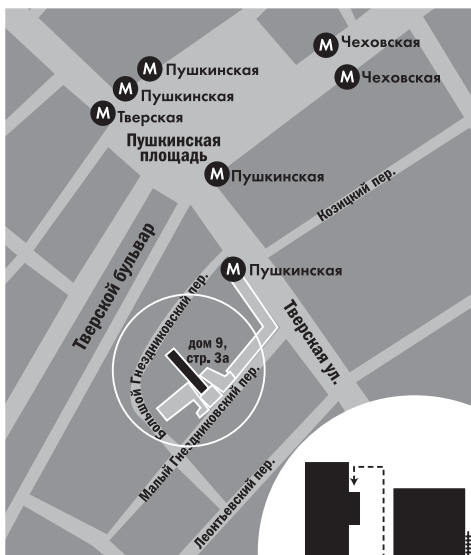 М Чеховская
М Пушкинская
М Чеховская
М Пушкинская
М Тверская
Пушкинская
площадь
М Пушкинская
Козицкий пер.
Тверской бульвар
М Пушкинская
Большой Гнездниковский пер.
Тверская ул.
дом 9,
стр. 3а
Малый Гнездниковский пер.
Леонтьевский пер.